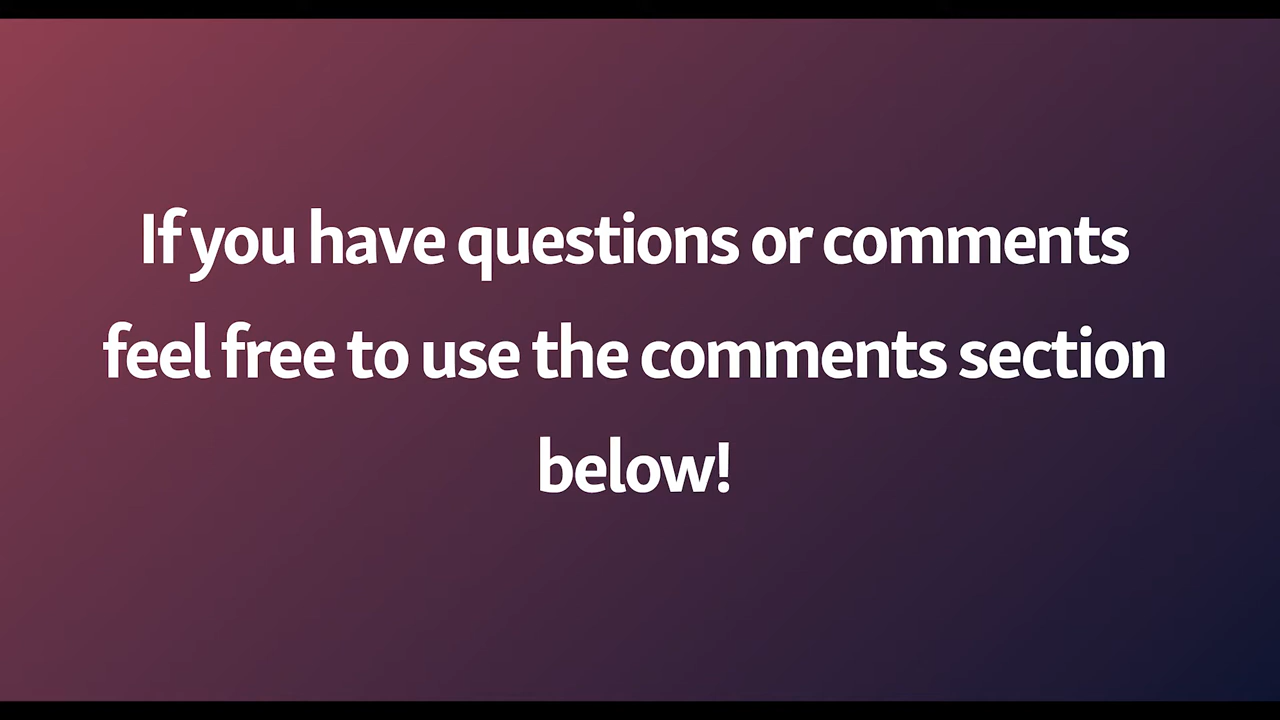 If you have questions or comments
feel free to use the comments section
below!